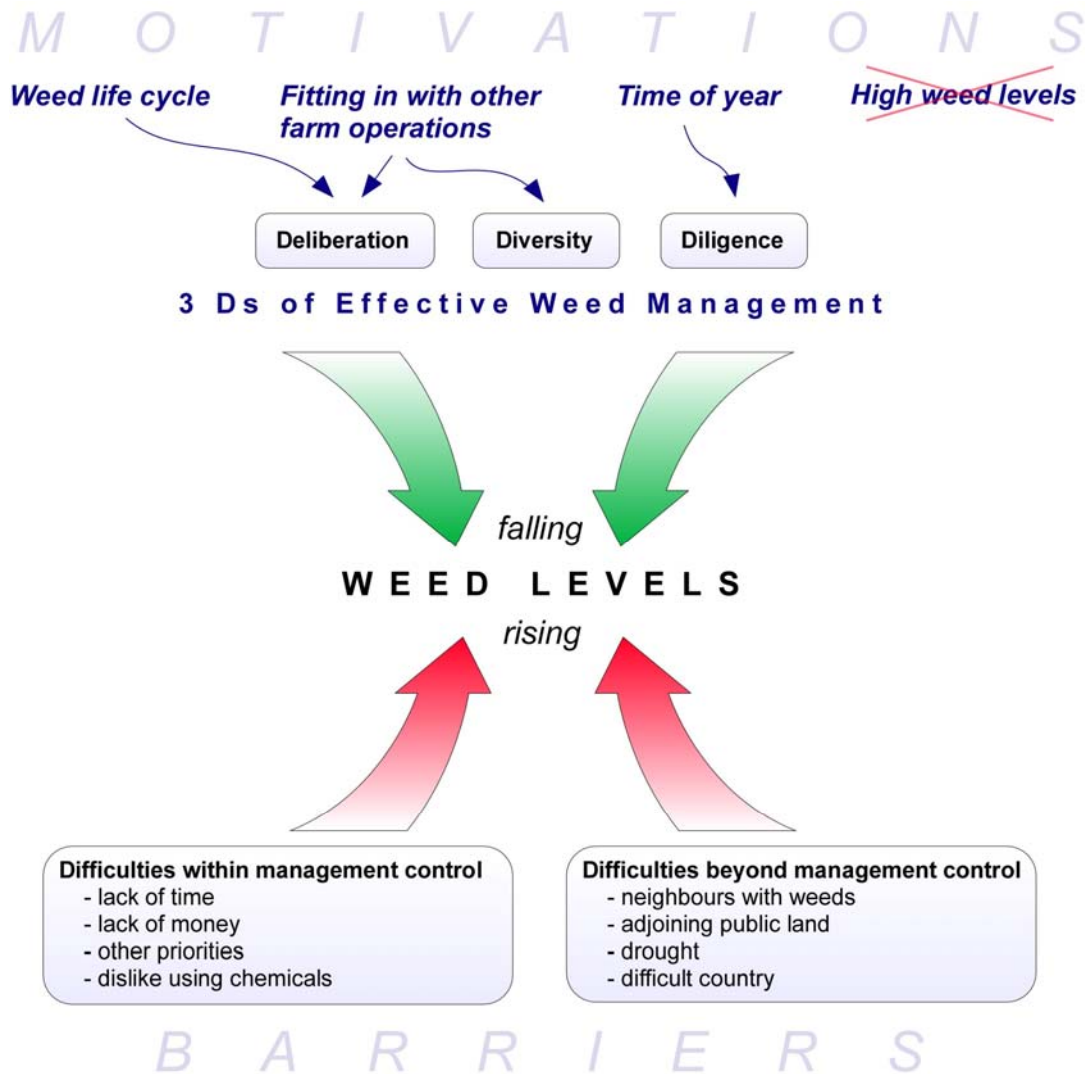 M O T I V A T I O N S
Weed life cycle
Fitting in with other
farm operations
Time of year
High weed levels
Deliberation
Diversity
Diligence
3 Ds of Effective Weed Management
falling
WEED LEVELS
rising
Difficulties within management control
- lack of time
- lack of money
- other priorities
- dislike using chemicals
Difficulties beyond management control
- neighbours with weeds
- adjoining public land
- drought
- difficult country
B A R R I E R S